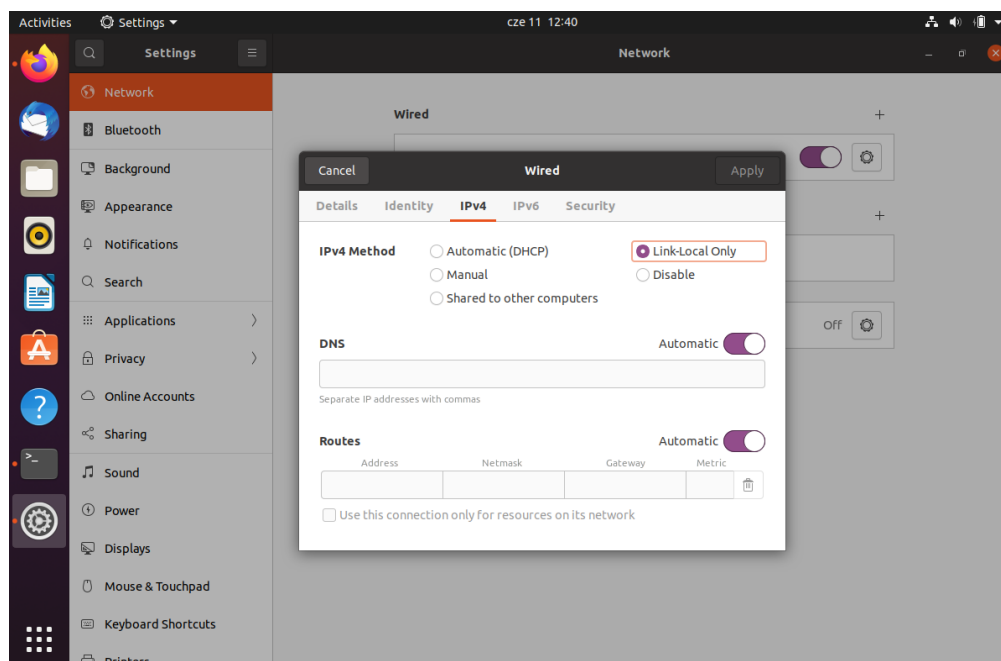 Activities
Settings
cze 11 12:40
Settings
Network
Network
Bluetooth
Background
Appearance
Notifications
Search
Applications
Privacy
Online Accounts
Sharing
Sound
Power
Displays
Mouse & Touchpad
Keyboard Shortcuts
Printers
Wired
Off
Cancel
Wired
Apply
Details
Identity
IPv4
IPv6
Security
IPv4 Method
Automatic (DHCP)
Link-Local Only
Manual
Disable
Shared to other computers
DNS
Automatic
Separate IP addresses with commas
Routes
Automatic
Address
Netmask
Gateway
Metric
Use this connection only for resources on its network